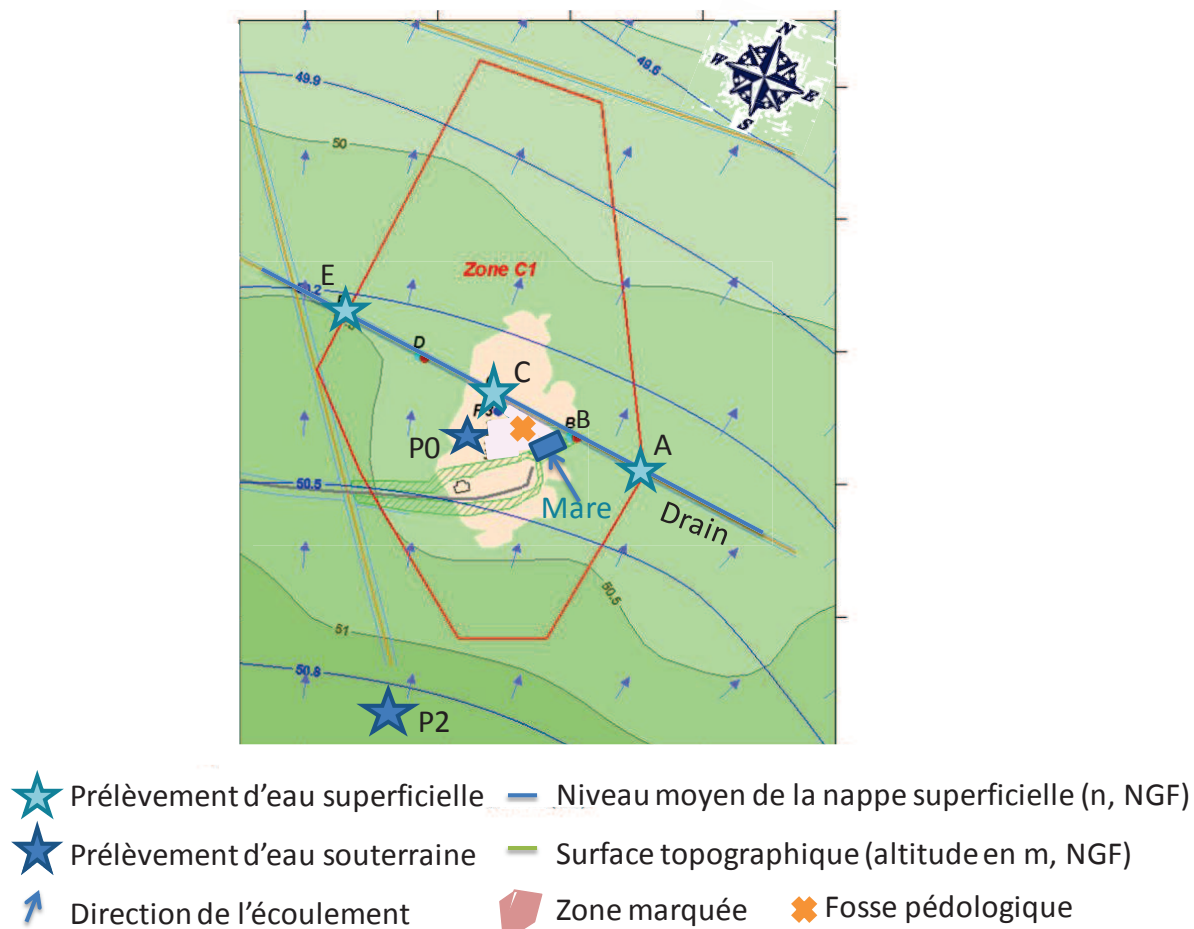 N
W
E
S
49.6
49.9
50
Zone C1
E
D
C
B B
P0
A
Mare
Drain
50.5
50.5
51
50.8
P2
Prélèvement d'eau superficielle
Niveau moyen de la nappe superficielle (n, NGF)
Prélèvement d'eau souterraine
Surface topographique (altitude en m, NGF)
Direction de l'écoulement
Zone marquée
Fosse pédologique